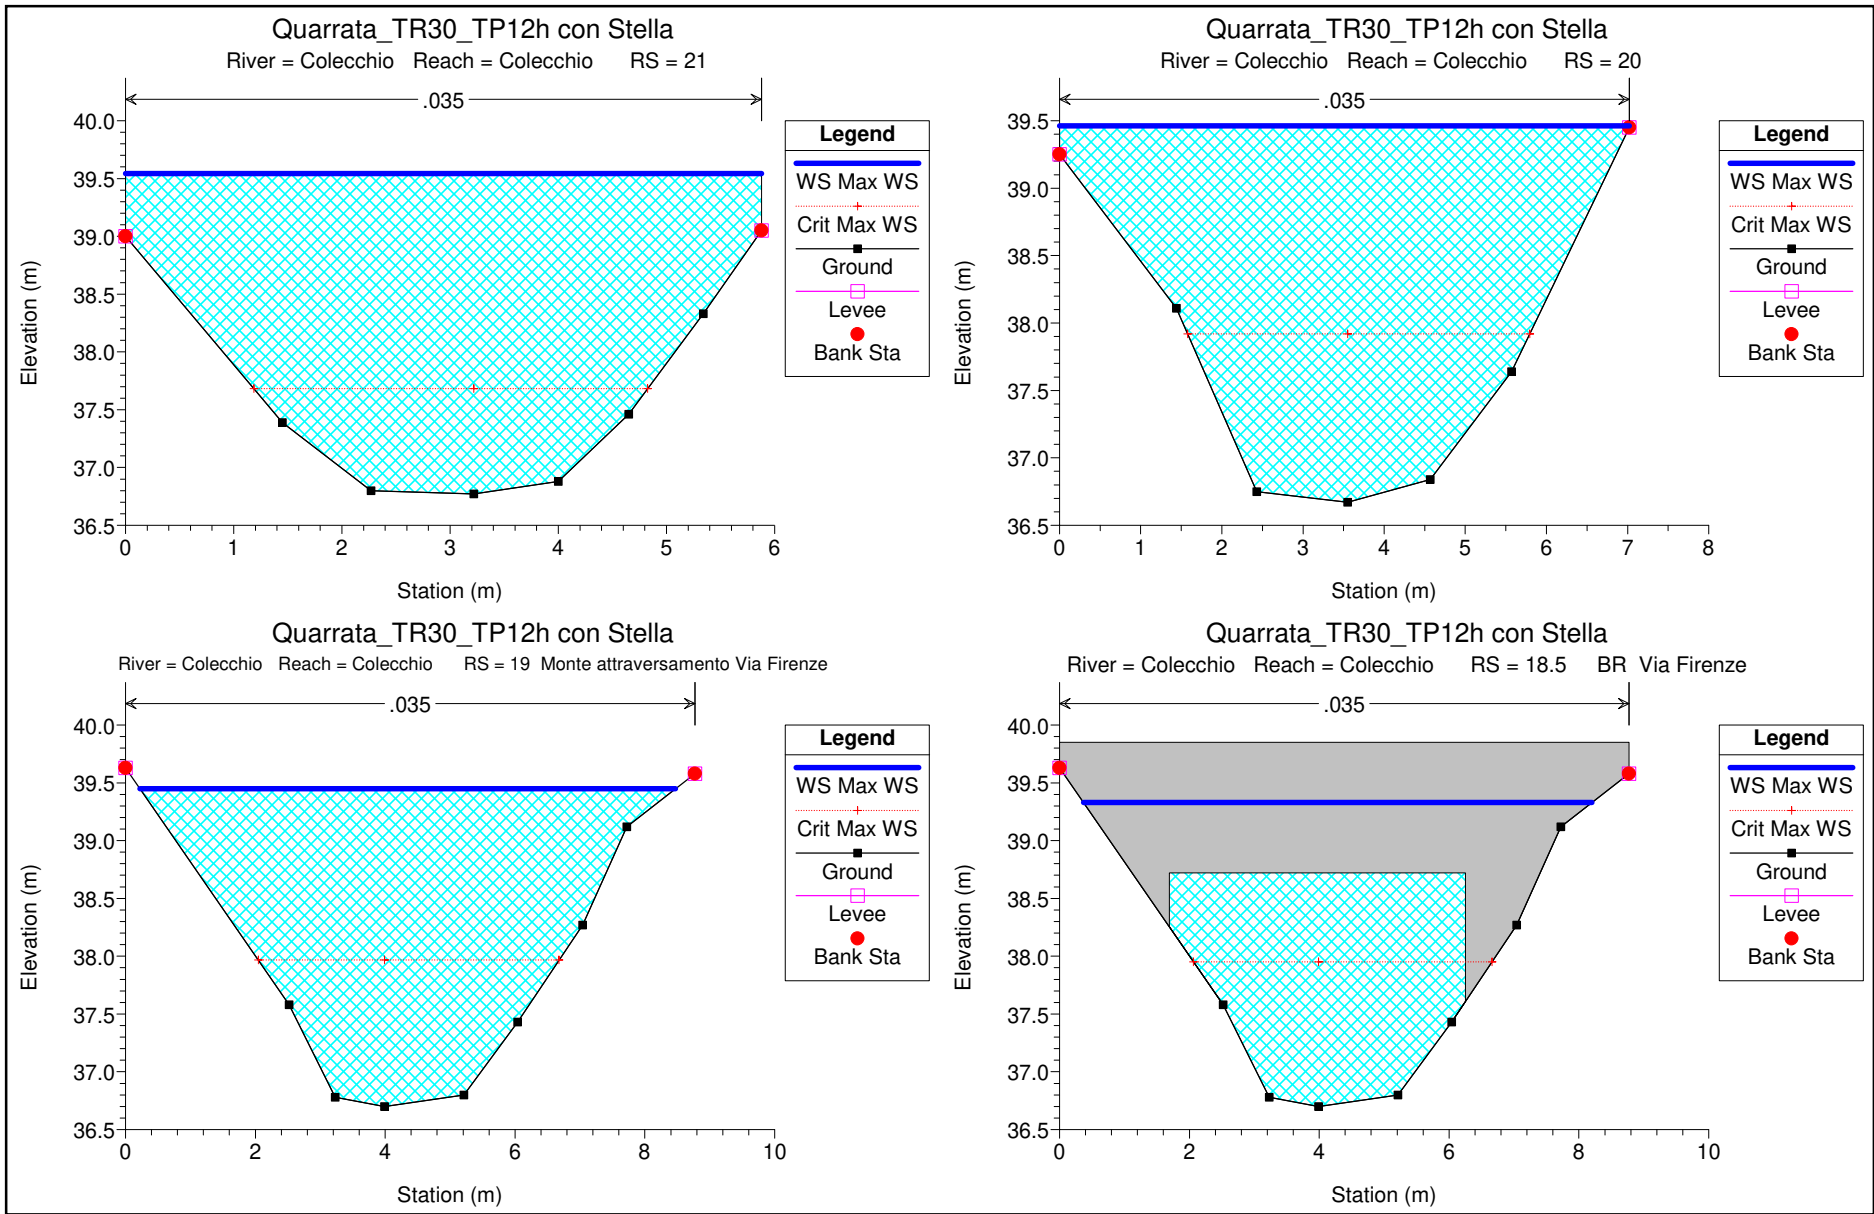 Quarrata_TR30_TP12h con Stella
River = Colecchio Reach = Colecchio RS = 21
.035
40.0
39.5
39.0
38.5
38.0
37.5
37.0
36.5
Elevation (m)
0 1 2 3 4 5 6
Station (m)
Legend
WS Max WS
Crit Max WS
Ground
Levee
Bank Sta
Quarrata_TR30_TP12h con Stella
River = Colecchio Reach = Colecchio RS = 20
.035
39.5
39.0
38.5
38.0
37.5
37.0
36.5
Elevation (m)
0 1 2 3 4 5 6 7 8
Station (m)
Legend
WS Max WS
Crit Max WS
Ground
Levee
Bank Sta
Quarrata_TR30_TP12h con Stella
River = Colecchio Reach = Colecchio RS = 19 Monte attraversamento Via Firenze
.035
40.0
39.5
39.0
38.5
38.0
37.5
37.0
36.5
Elevation (m)
0 2 4 6 8 10
Station (m)
Legend
WS Max WS
Crit Max WS
Ground
Levee
Bank Sta
Quarrata_TR30_TP12h con Stella
River = Colecchio Reach = Colecchio RS = 18.5 BR Via Firenze
.035
40.0
39.5
39.0
38.5
38.0
37.5
37.0
36.5
Elevation (m)
0 2 4 6 8 10
Station (m)
Legend
WS Max WS
Crit Max WS
Ground
Levee
Bank Sta